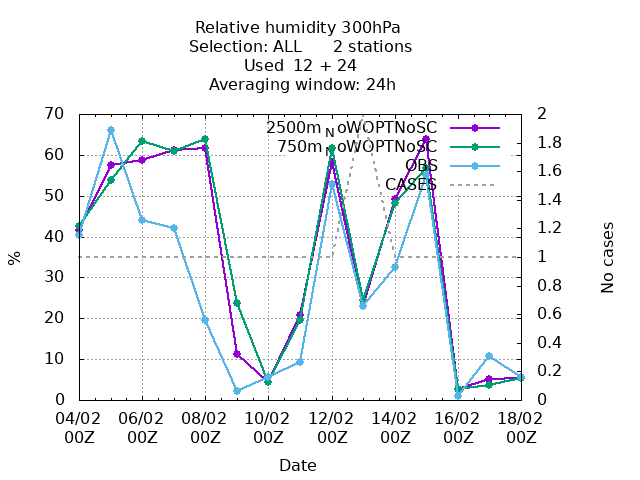 Relative humidity 300hPa
Selection: ALL 2 stations
Used 12 + 24
Averaging window: 24h
70
60
50
40
30
20
10
0
%
2
1.8
1.6
1.4
1.2
1
0.8
0.6
0.4
0.2
0
No cases
2500m N oWOPTNoSC
750m N oWOPTNoSC
OBS
CASES
04/02 06/02 08/02 10/02 12/02 14/02 16/02 18/02
00Z 00Z 00Z 00Z 00Z 00Z 00Z 00Z
Date